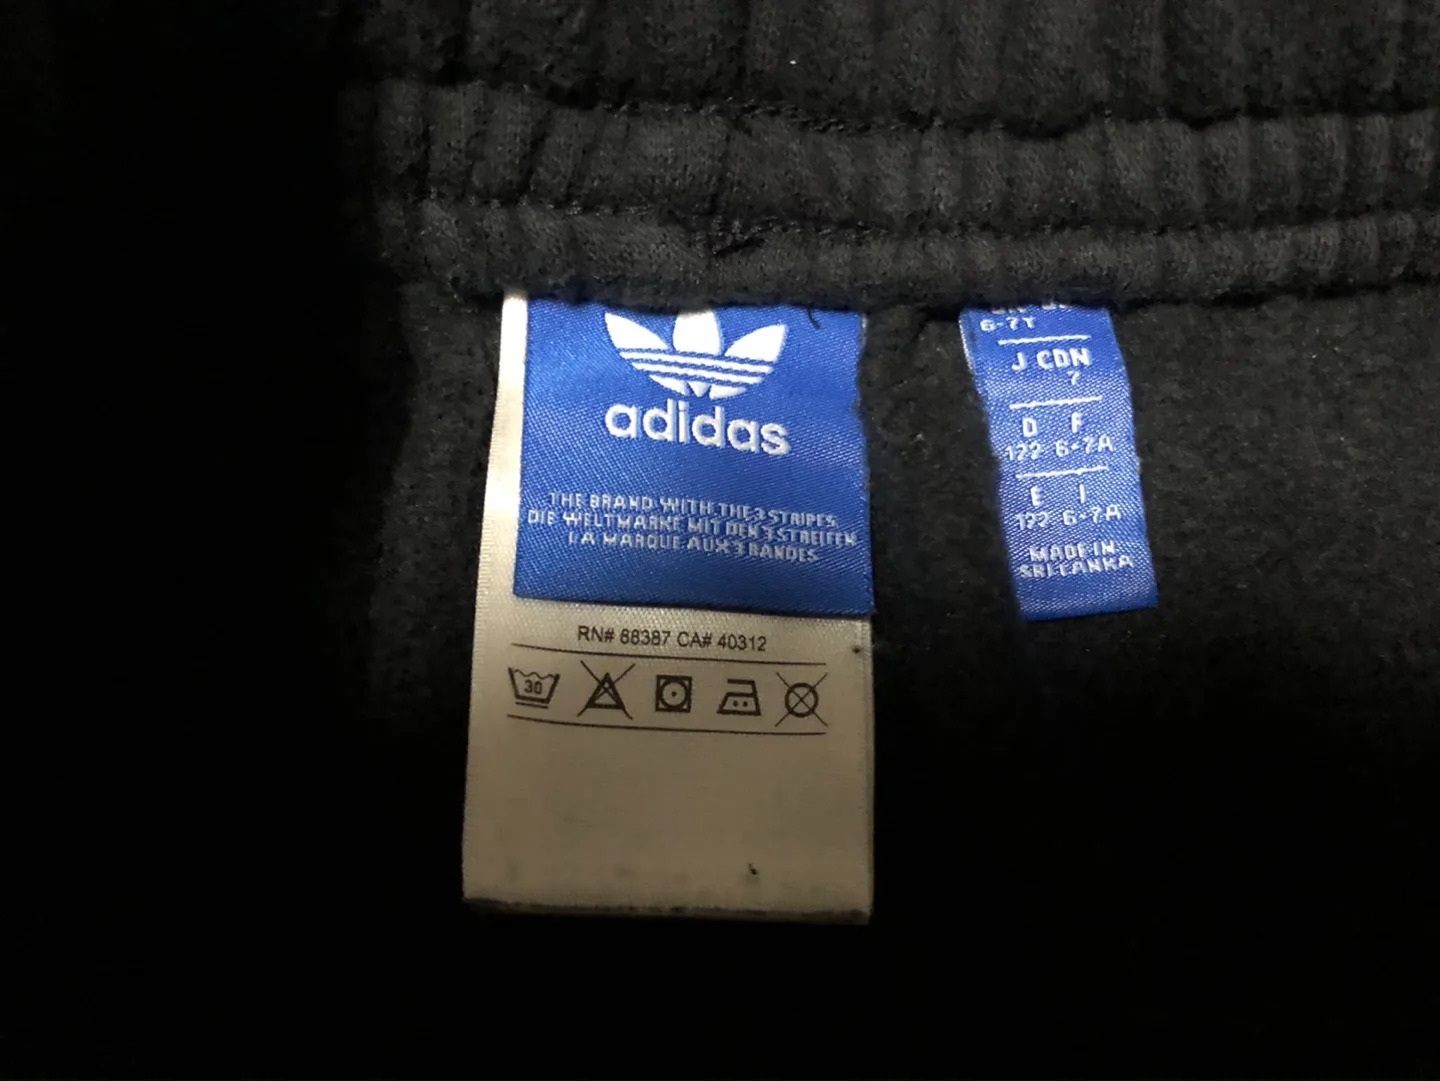 adidas
THE BRAND WITH THE 3 STRIPES
DIE WELTMARKE MIT DEN 3 STREIFEN
LA MARQUE AUX 3 BANDES
RN# 88387 CA# 40312
30
6-7T
J CDN
7
D F
122 6-7A
E I
122 6-7A
MADE IN
SRI LANKA